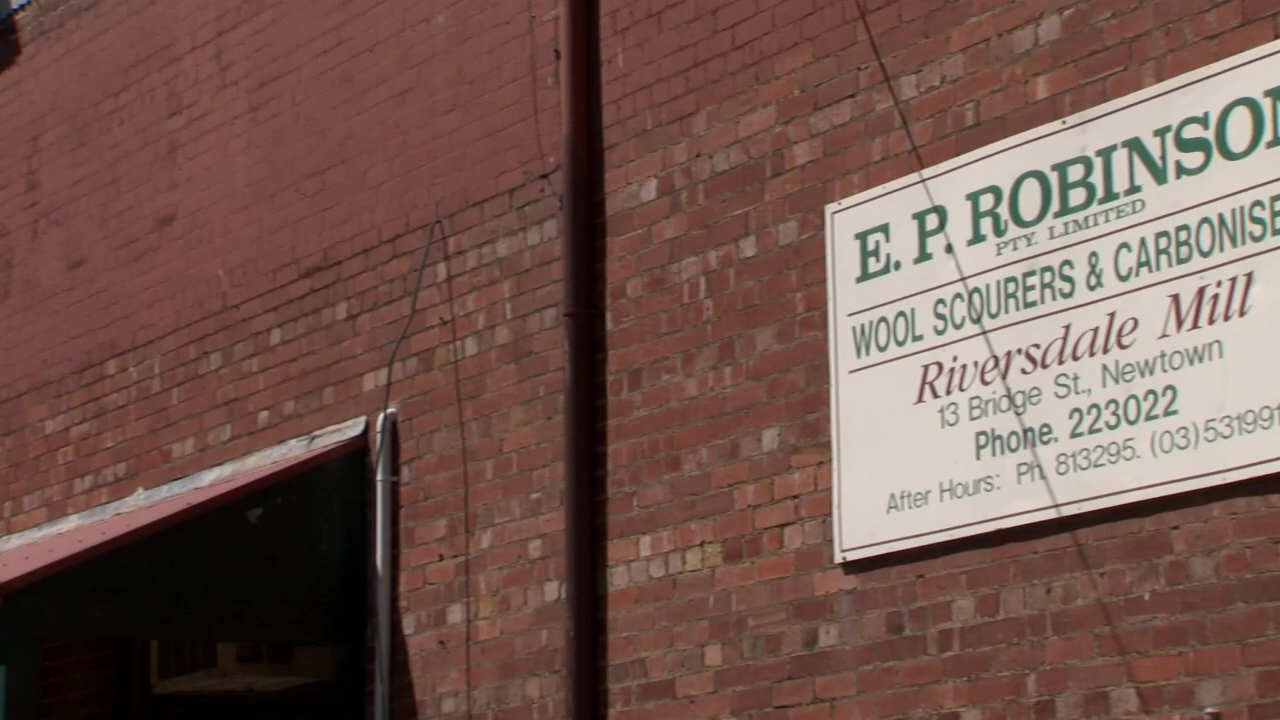 E. P. ROBINSON
PTY. LIMITED
WOOL SCOURERS & CARBONISE
Riversdale Mill
13 Bridge St., Newtown
Phone. 223022
After Hours: Ph. 813295. (03) 531991